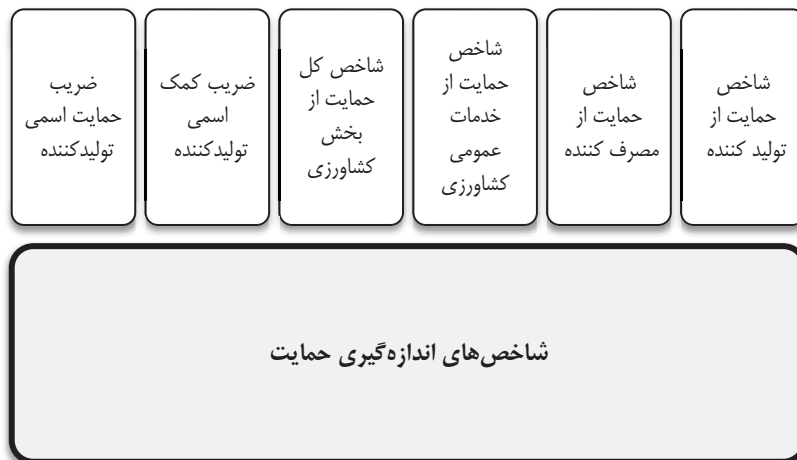 شاخص
حمایت از
تولید کننده
شاخص
حمایت از
مصرف کننده
شاخص
حمایت از
خدمات
عمومی
کشاورزی
شاخص کل
حمایت از
بخش
کشاورزی
ضریب کمک
اسمی
تولیدکننده
ضریب
حمایت اسمی
تولیدکننده
شاخص‌های اندازه‌گیری حمایت